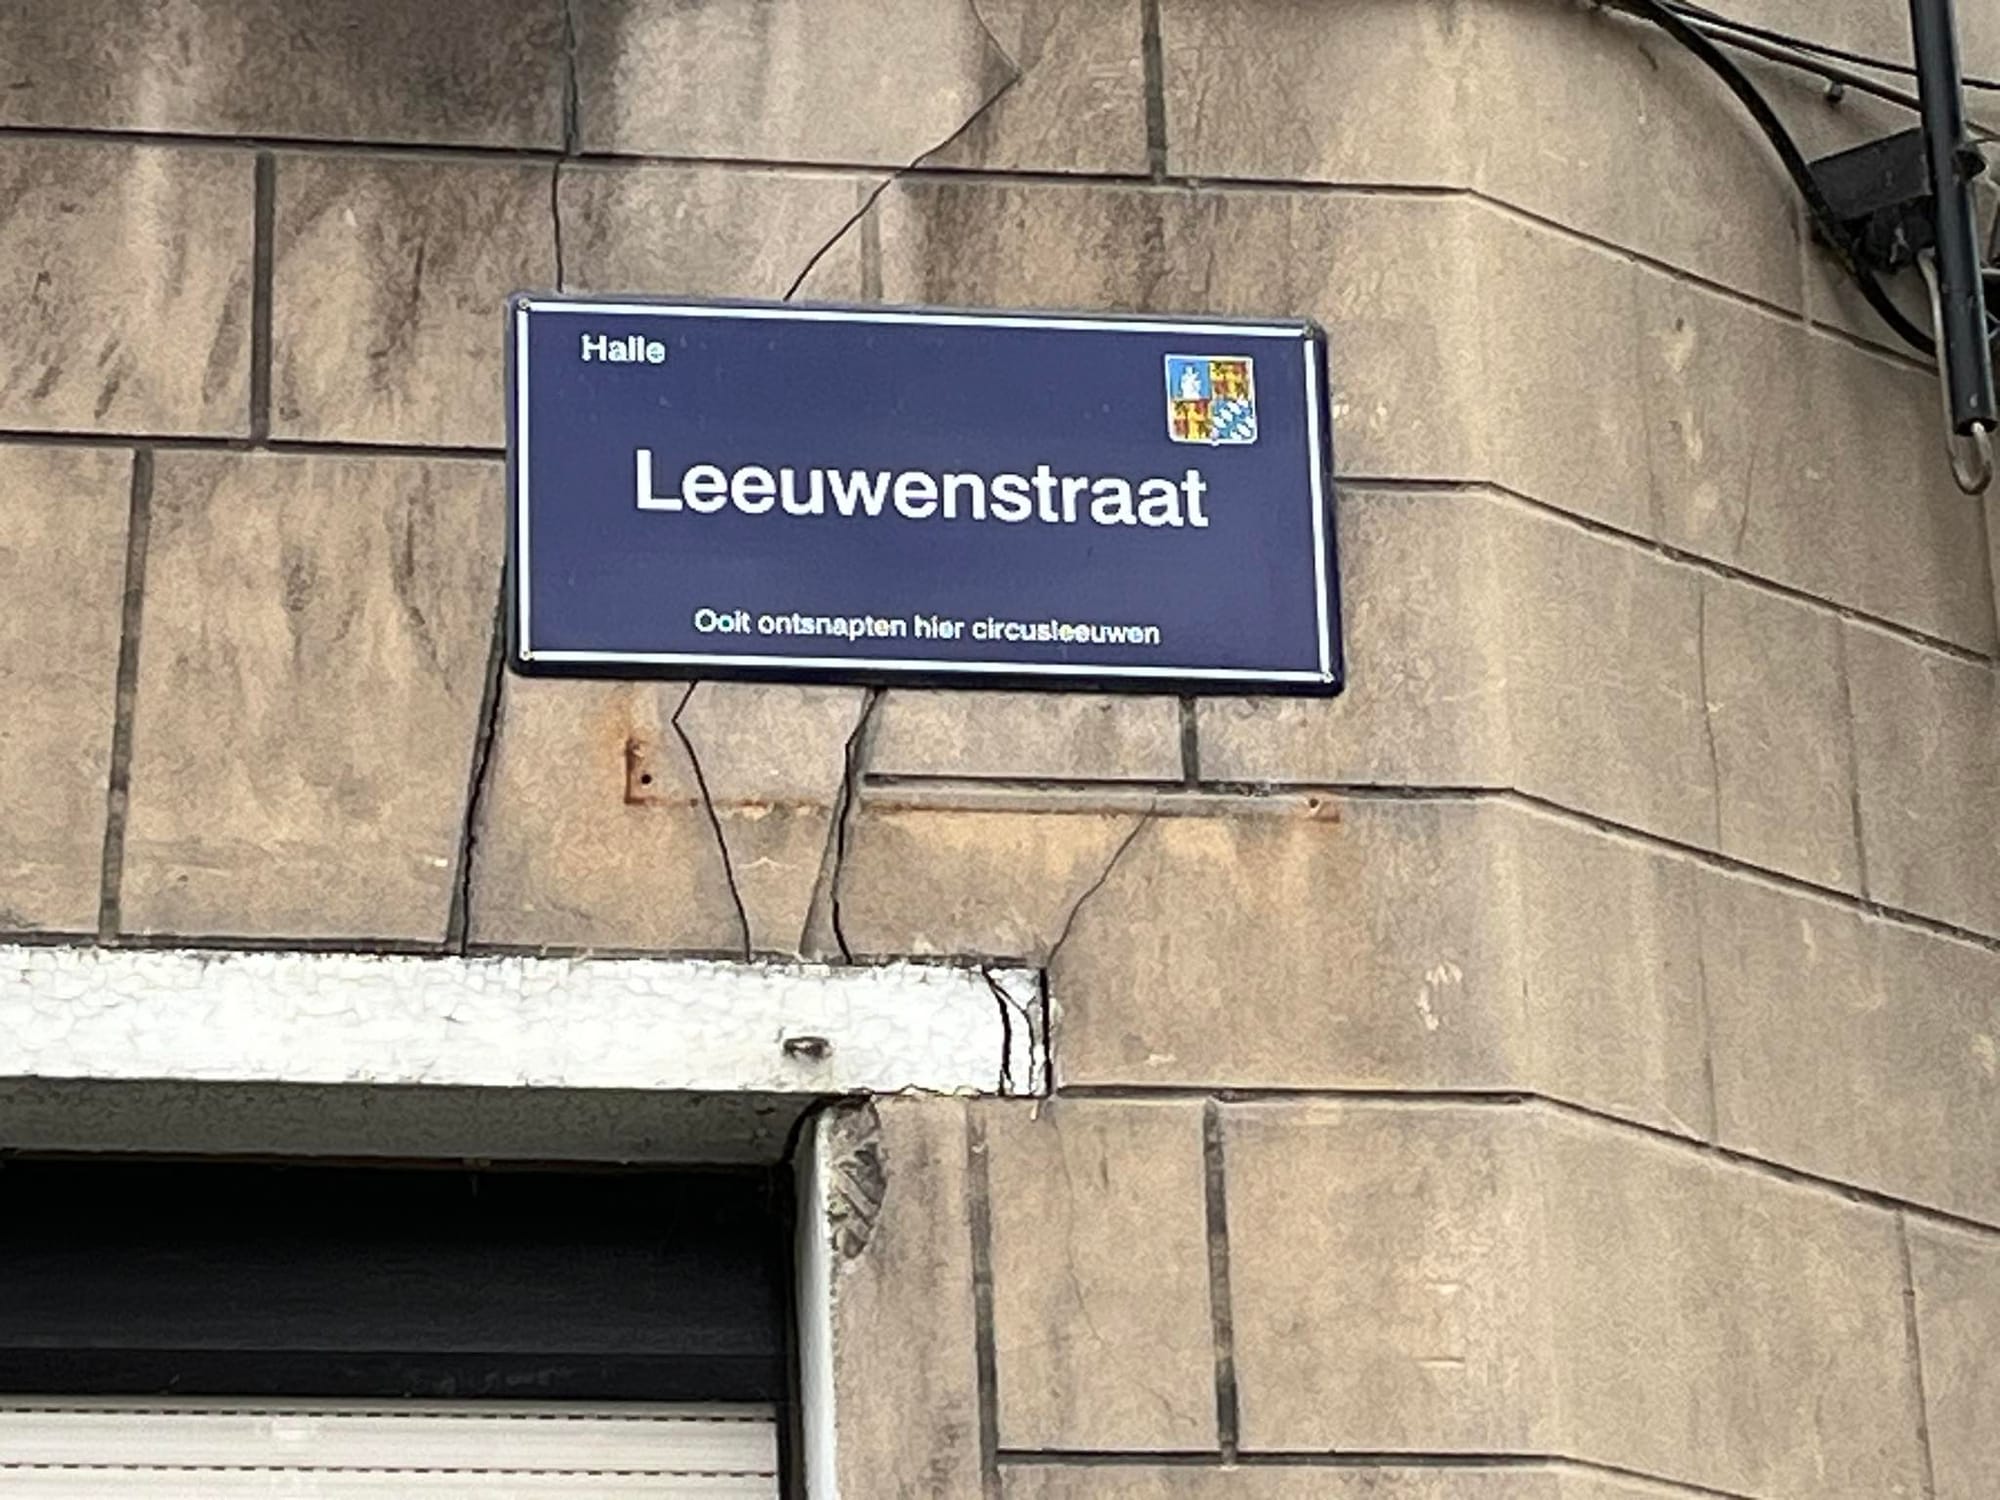 Halle
Leeuwenstraat
Ooit ontsnapten hier circusleeuwen